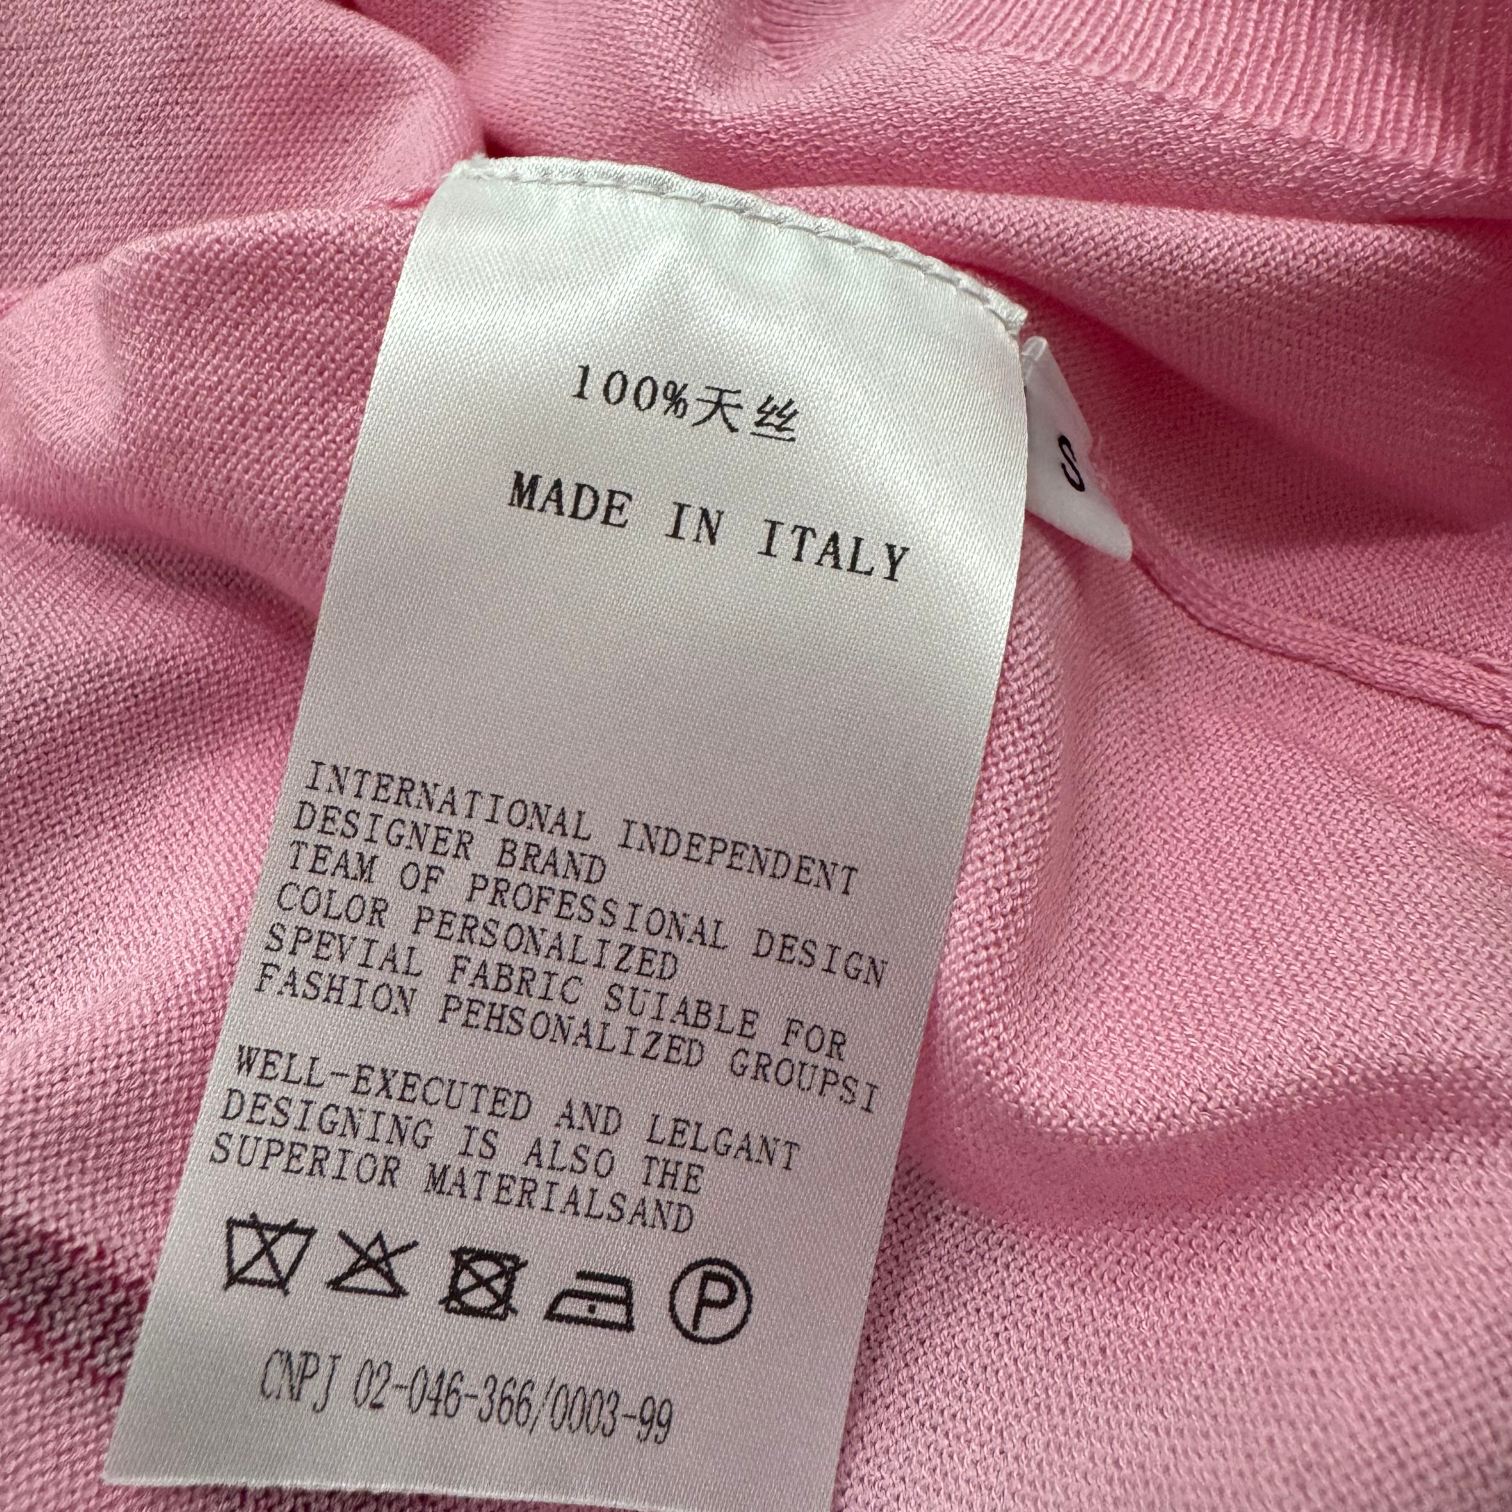 100%天丝
MADE IN ITALY
S
INTERNATIONAL INDEPENDENT
DESIGNER BRAND
TEAM OF PROFESSIONAL DESIGN
COLOR PERSONALIZED
SPEVIAL FABRIC SUIABLE FOR
FASHION PEHSONALIZED GROUPSI
WELL-EXECUTED AND LELGANT
DESIGNING IS ALSO THE
SUPERIOR MATERIALSAND
P
CNPJ 02-046-366/0003-99